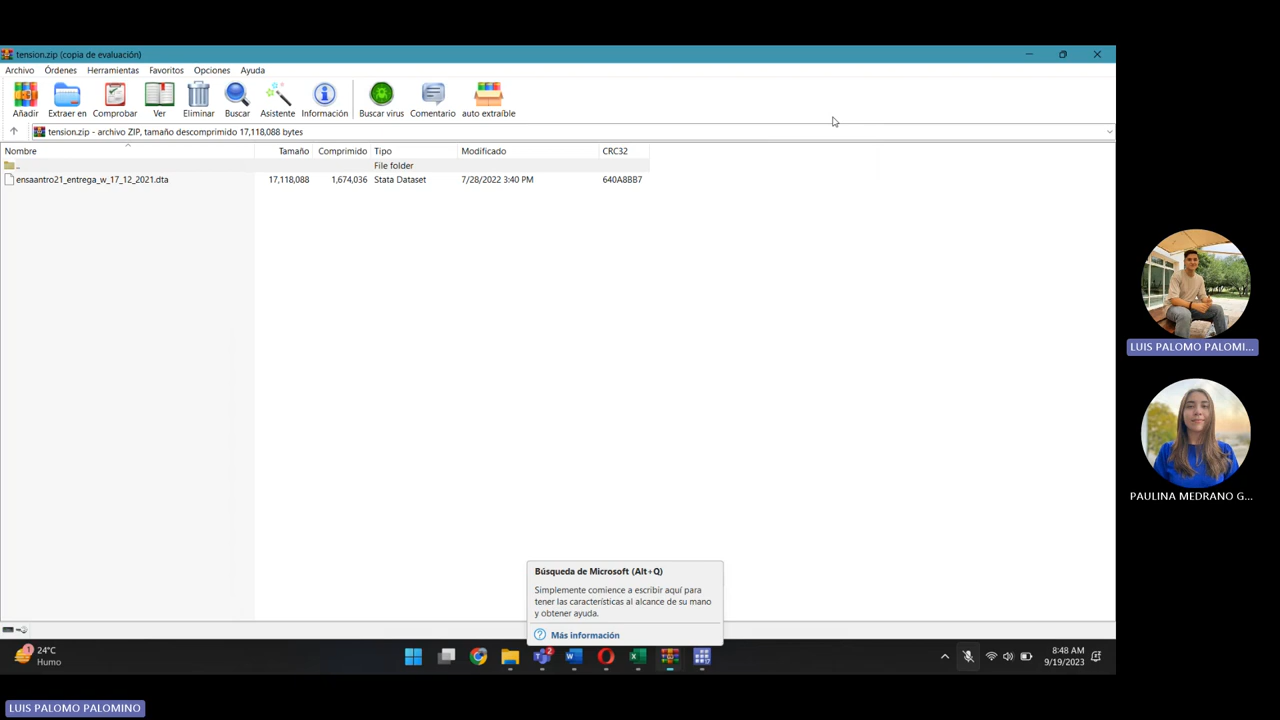 tension.zip (copia de evaluación)
Archivo Órdenes Herramientas Favoritos Opciones Ayuda
Añadir Extraer en Comprobar Ver Eliminar Buscar Asistente Información Buscar virus Comentario auto extraíble
tension.zip - archivo ZIP, tamaño descomprimido 17,118,088 bytes
Nombre Tamaño Comprimido Tipo Modificado CRC32
.. File folder
ensaantro21_entrega_w_17_12_2021.dta 17,118,088 1,674,036 Stata Dataset 7/28/2022 3:40 PM 640A8BB7
LUIS PALOMO PALOMI...
PAULINA MEDRANO G...
Búsqueda de Microsoft (Alt+Q)
Simplemente comience a escribir aquí para
tener las características al alcance de su mano
y obtener ayuda.
Más información
1 24°C
Humo
2
8:48 AM
9/19/2023
LUIS PALOMO PALOMINO